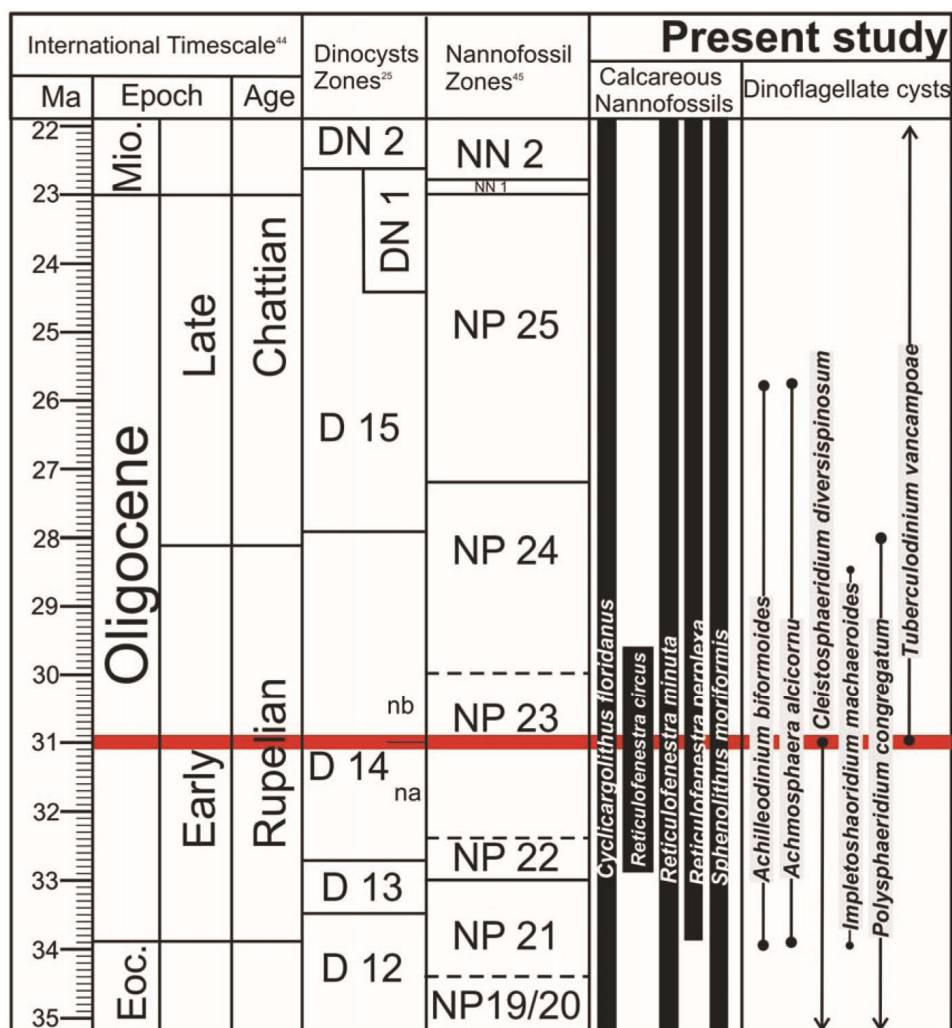 International Timescale⁴⁴
Dinocysts
Zones²⁵
Nannofossil
Zones⁴⁵
Present study
Ma
Epoch
Age
Calcareous
Nannofossils
Dinoflagellate cysts
22
23
24
25
26
27
28
29
30
31
32
33
34
35
Mio.
Oligocene
Eoc.
Late
Early
Chattian
Rupelian
DN 2
DN 1
D 15
nb
D 14
na
D 13
D 12
NN 2
NN 1
NP 25
NP 24
NP 23
NP 22
NP 21
NP19/20
Cyclicargolithus floridanus
Reticulofenestra circus
Reticulofenestra minuta
Reticulofenestra perplexa
Sphenolithus moriformis
Achilleodinium biformoides
Achmosphaera alcicornu
Cleistosphaeridium diversispinosum
Impletoshaoridium machaeroides
Polysphaeridium congregatum
Tuberculodinium vancampoae